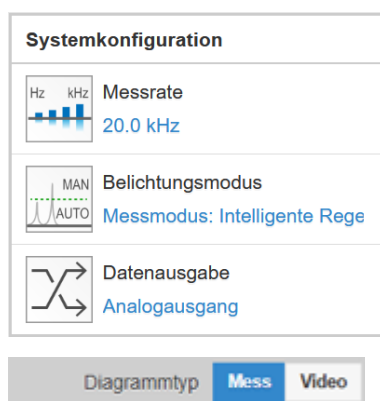 Systemkonfiguration
Hz kHz
Messrate
20.0 kHz
MAN
AUTO
Belichtungsmodus
Messmodus: Intelligente Rege
Datenausgabe
Analogausgang
Diagrammtyp Mess Video